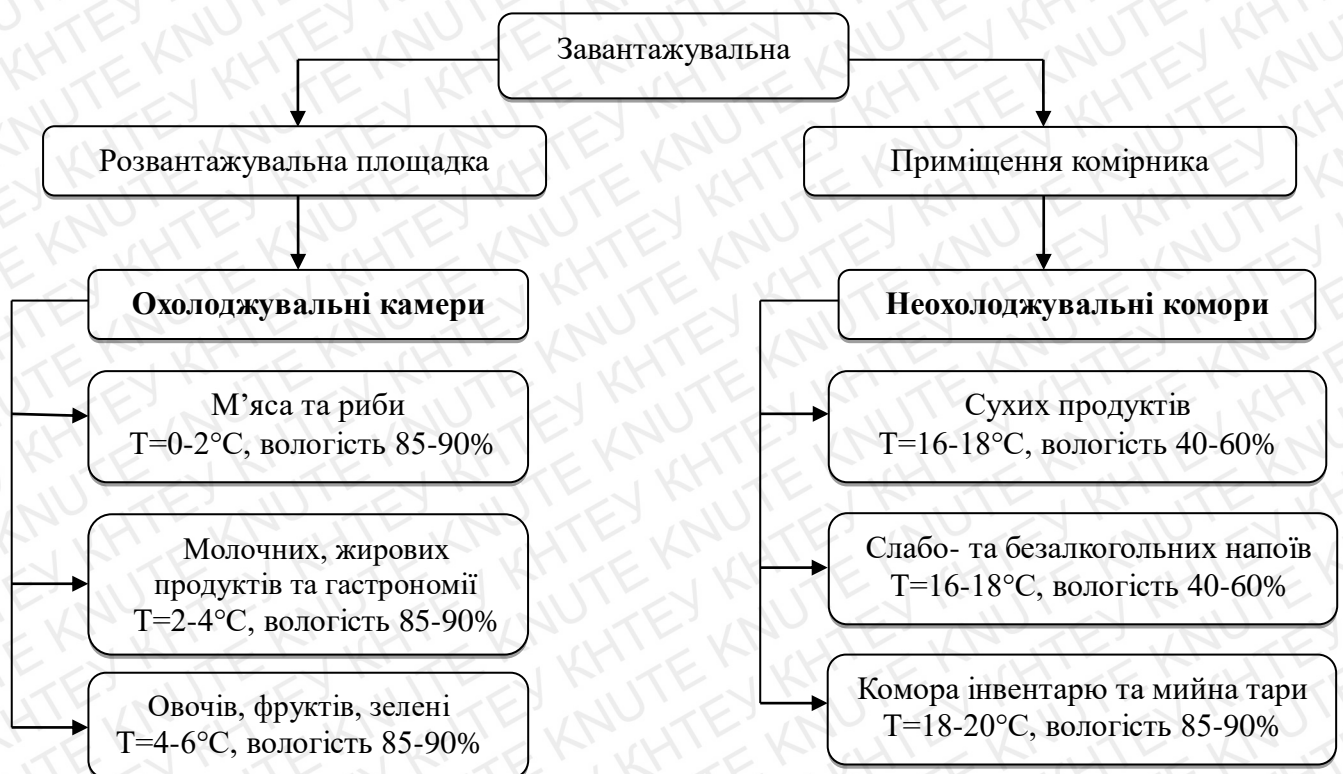 Завантажувальна
Розвантажувальна площадка
Приміщення комірника
Охолоджувальні камери
Неохолоджувальні комори
М’яса та риби
Т=0-2°С, вологість 85-90%
Сухих продуктів
Т=16-18°С, вологість 40-60%
Молочних, жирових
продуктів та гастрономії
Т=2-4°С, вологість 85-90%
Слабо- та безалкогольних напоїв
Т=16-18°С, вологість 40-60%
Овочів, фруктів, зелені
Т=4-6°С, вологість 85-90%
Комора інвентарю та мийна тари
Т=18-20°С, вологість 85-90%